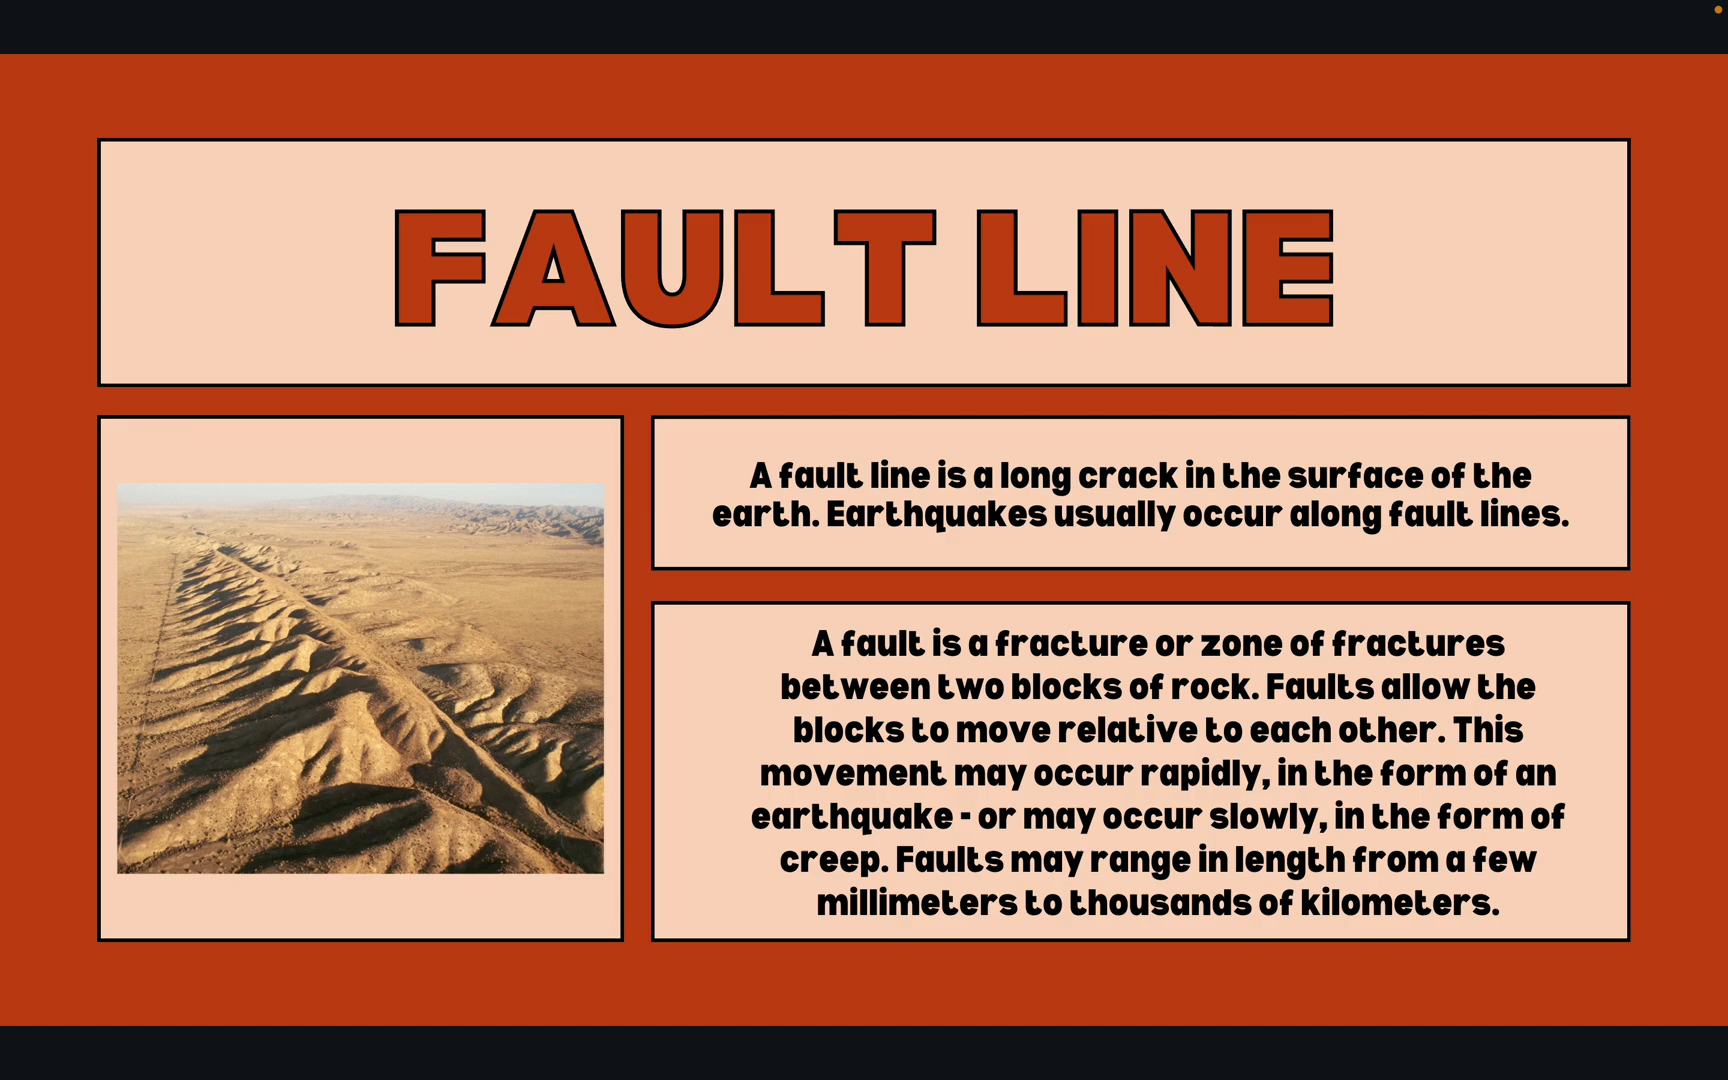 FAULT LINE
A fault line is a long crack in the surface of the
earth. Earthquakes usually occur along fault lines.
A fault is a fracture or zone of fractures
between two blocks of rock. Faults allow the
blocks to move relative to each other. This
movement may occur rapidly, in the form of an
earthquake - or may occur slowly, in the form of
creep. Faults may range in length from a few
millimeters to thousands of kilometers.